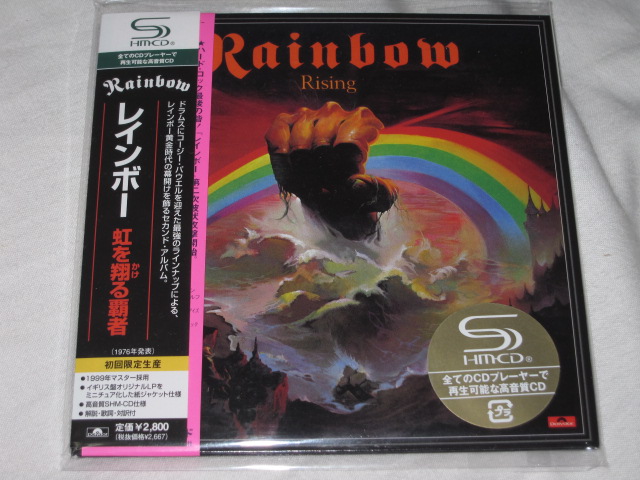 SHM-CD
全てのCDプレーヤーで
再生可能な高音質CD
Rainbow
レインボー
虹を翔る覇者
かけ
ドラムスにコージー・パウエルを迎えた最強のラインナップによる、
レインボー黄金時代の幕開けを飾るセカンド・アルバム。
(1976年発表)
初回限定生産
●1999年マスター採用
●イギリス盤オリジナルLPを
ミニチュア化した紙ジャケット仕様
●高音質SHM-CD仕様
●解説・歌詞・対訳付
定価¥2,800
(税抜価格¥2,667)
Rainbow
Rising
SHM-CD
全てのCDプレーヤーで
再生可能な高音質CD